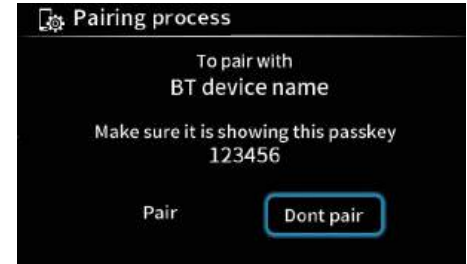 Pairing process
To pair with
BT device name
Make sure it is showing this passkey
123456
Pair
Dont pair